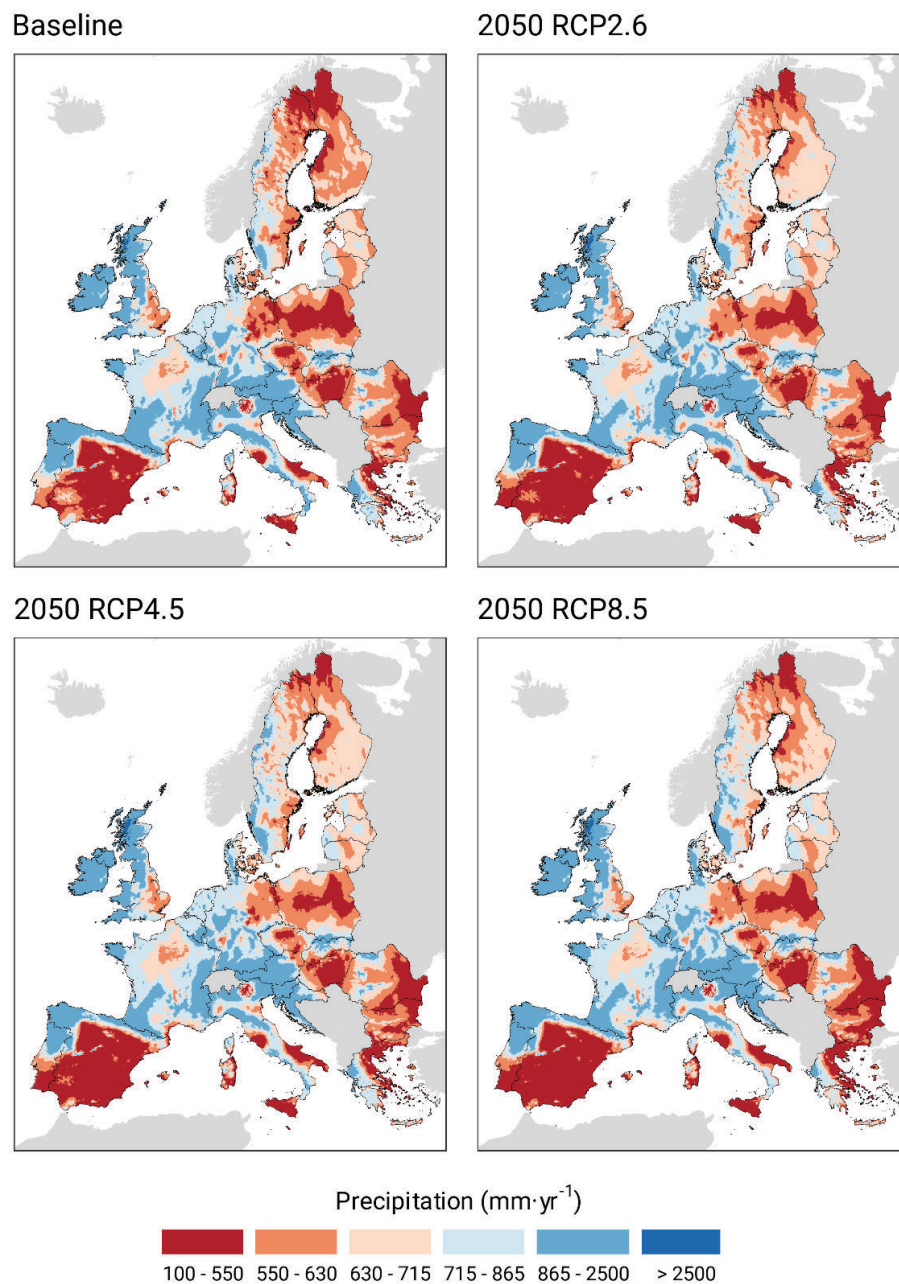 Baseline
2050 RCP2.6
2050 RCP4.5
2050 RCP8.5
Precipitation (mm·yr⁻¹)
100 - 550
550 - 630
630 - 715
715 - 865
865 - 2500
> 2500